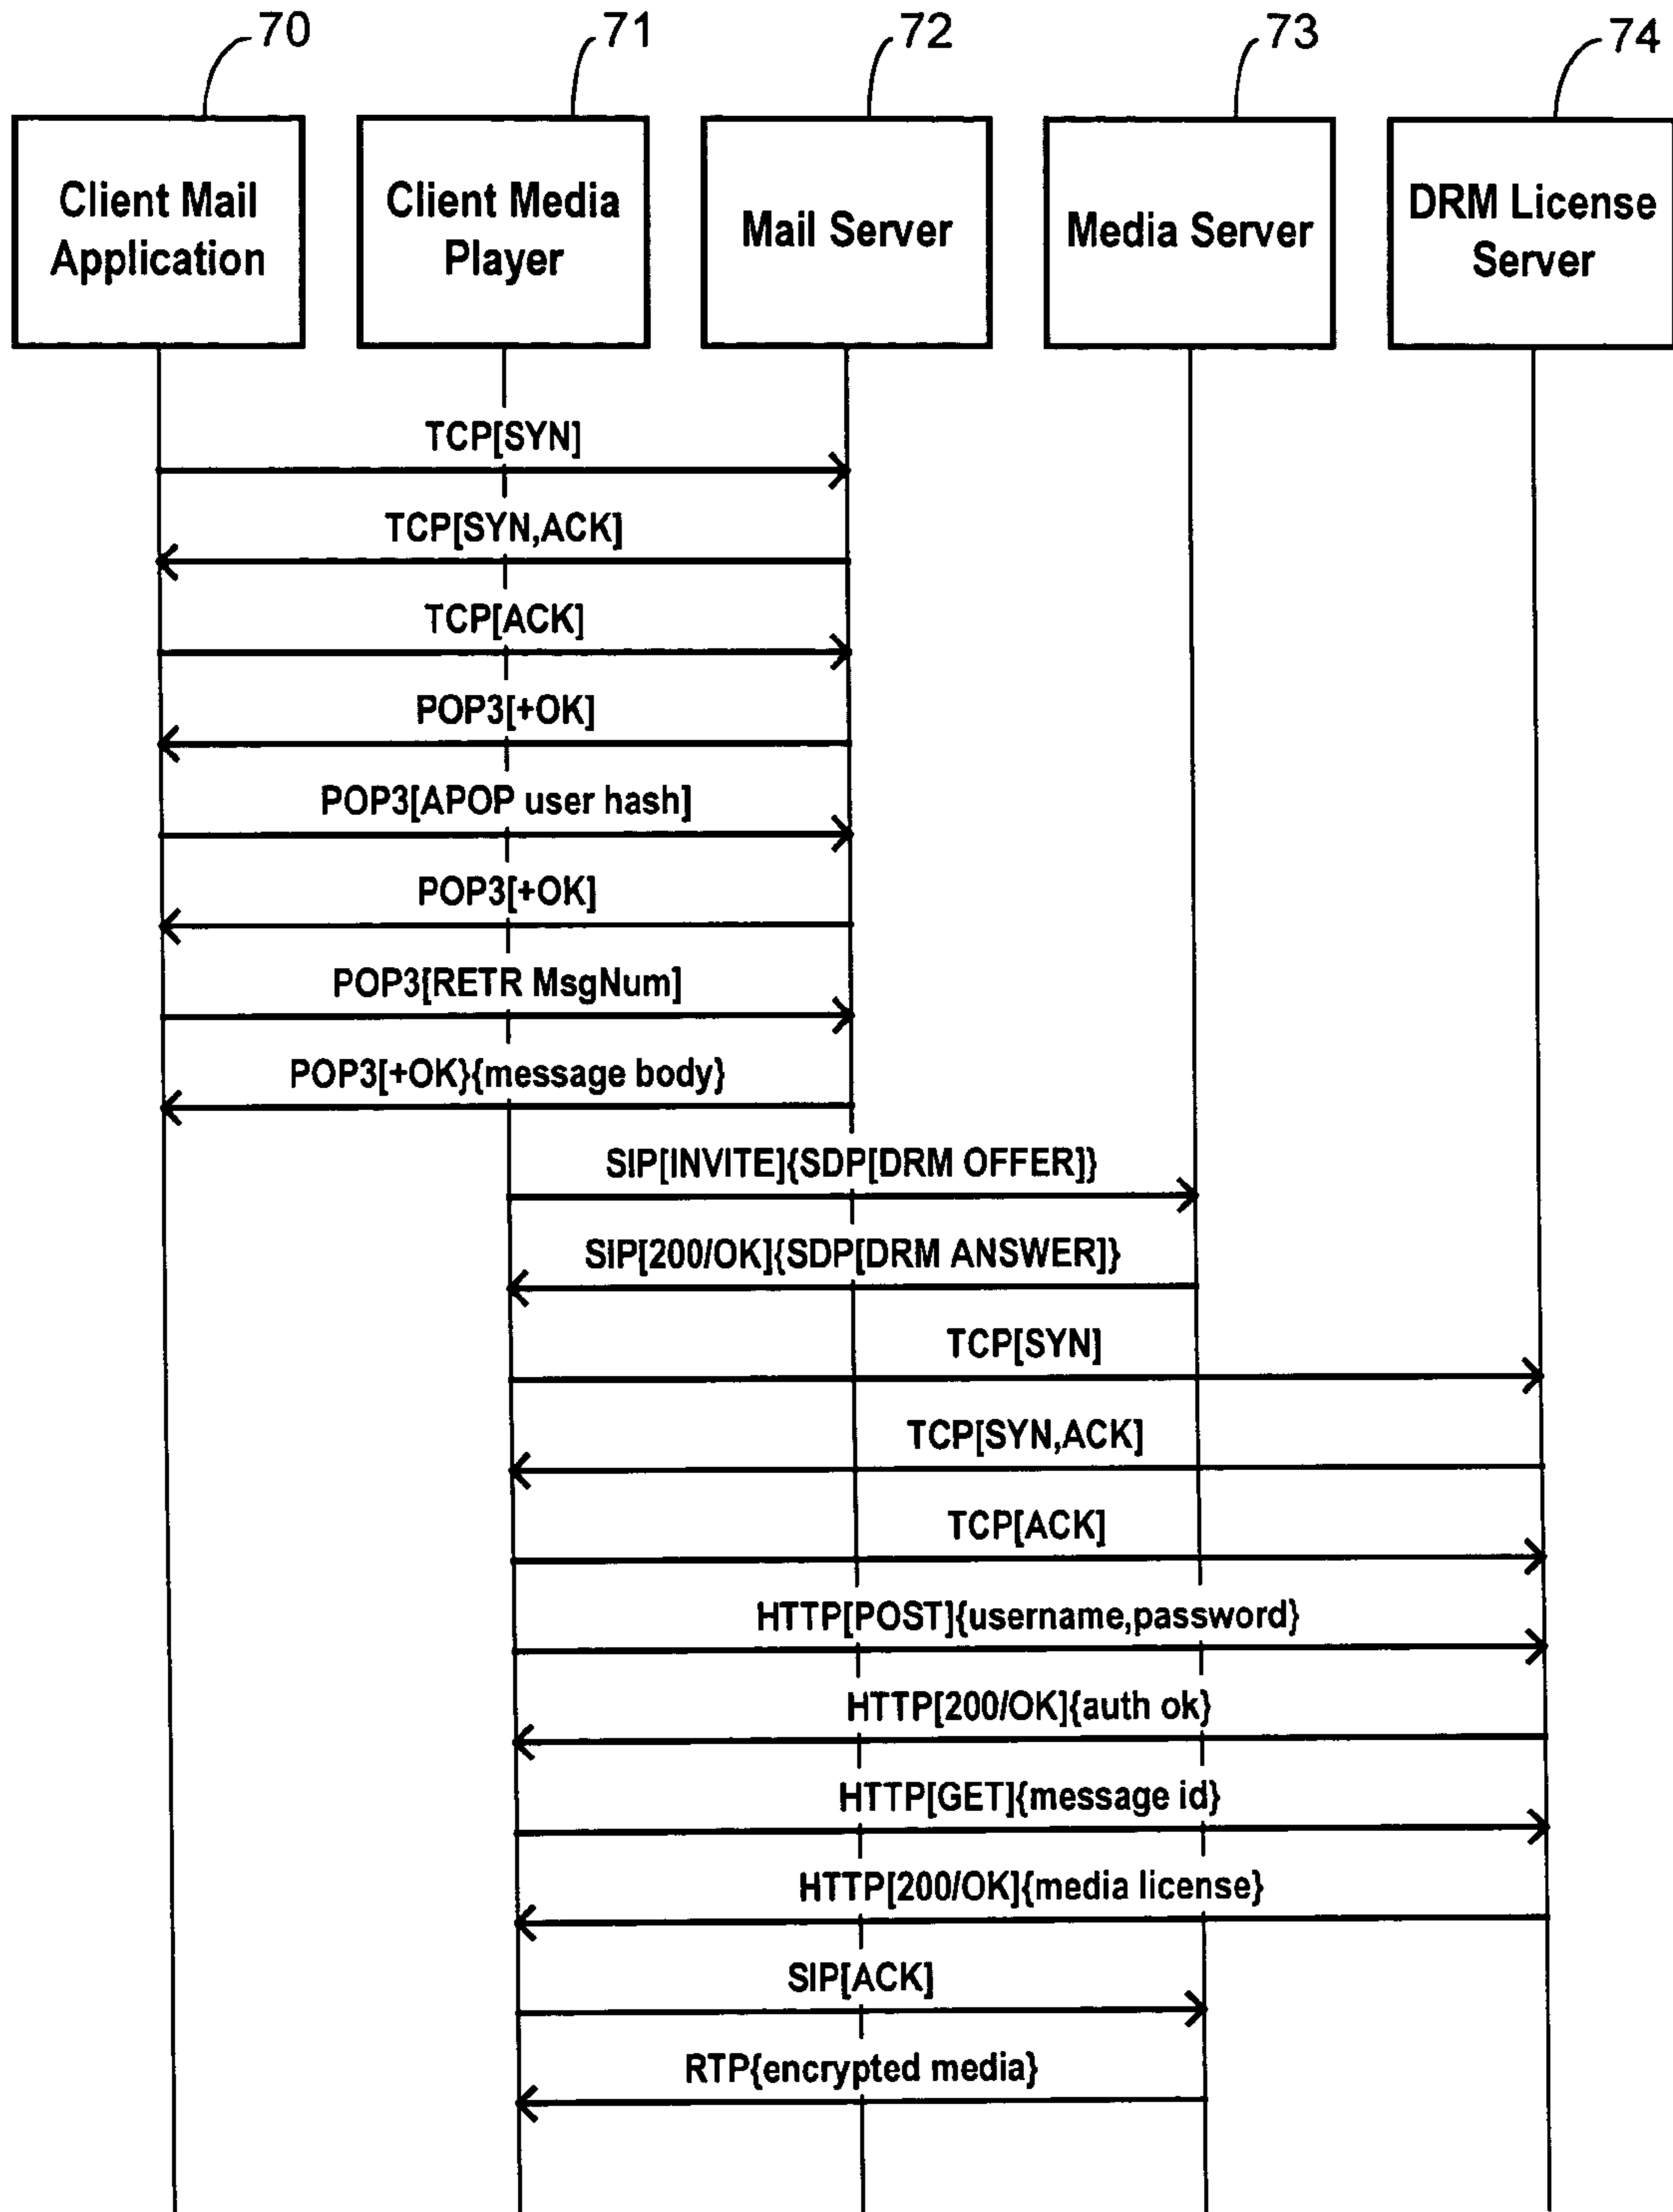 70
71
72
73
74
Client Mail
Application
Client Media
Player
Mail Server
Media Server
DRM License
Server
TCP[SYN]
TCP[SYN,ACK]
TCP[ACK]
POP3[+OK]
POP3[APOP user hash]
POP3[+OK]
POP3[RETR MsgNum]
POP3[+OK}{message body}
SIP[INVITE]{SDP[DRM OFFER]}
SIP[200/OK]{SDP[DRM ANSWER]}
TCP[SYN]
TCP[SYN,ACK]
TCP[ACK]
HTTP[POST]{username,password}
HTTP[200/OK]{auth ok}
HTTP[GET]{message id}
HTTP[200/OK]{media license}
SIP[ACK]
RTP{encrypted media}